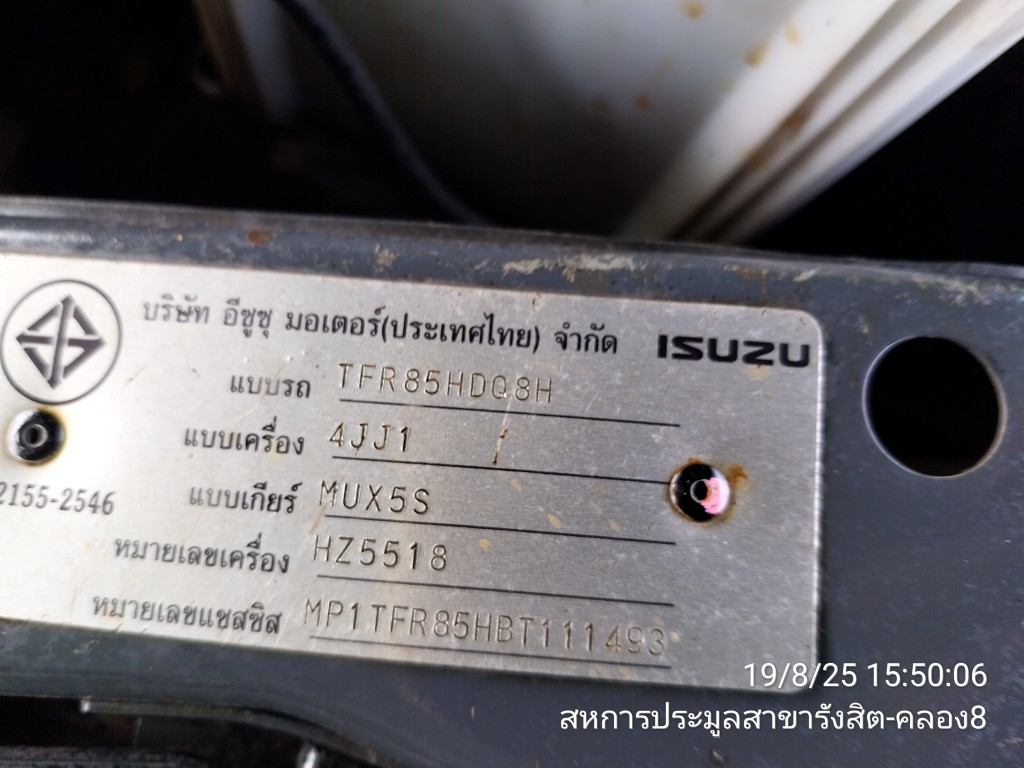 บริษัท อีซูซุ มอเตอร์(ประเทศไทย) จำกัด ISUZU
แบบรถ TFR85HDQ8H
แบบเครื่อง 4JJ1
2155-2546 แบบเกียร์ MUX5S
หมายเลขเครื่อง HZ5518
หมายเลขแชสซิส MP1TFR85HBT111493
19/8/25 15:50:06
สหการประมูลสาขารังสิต-คลอง8